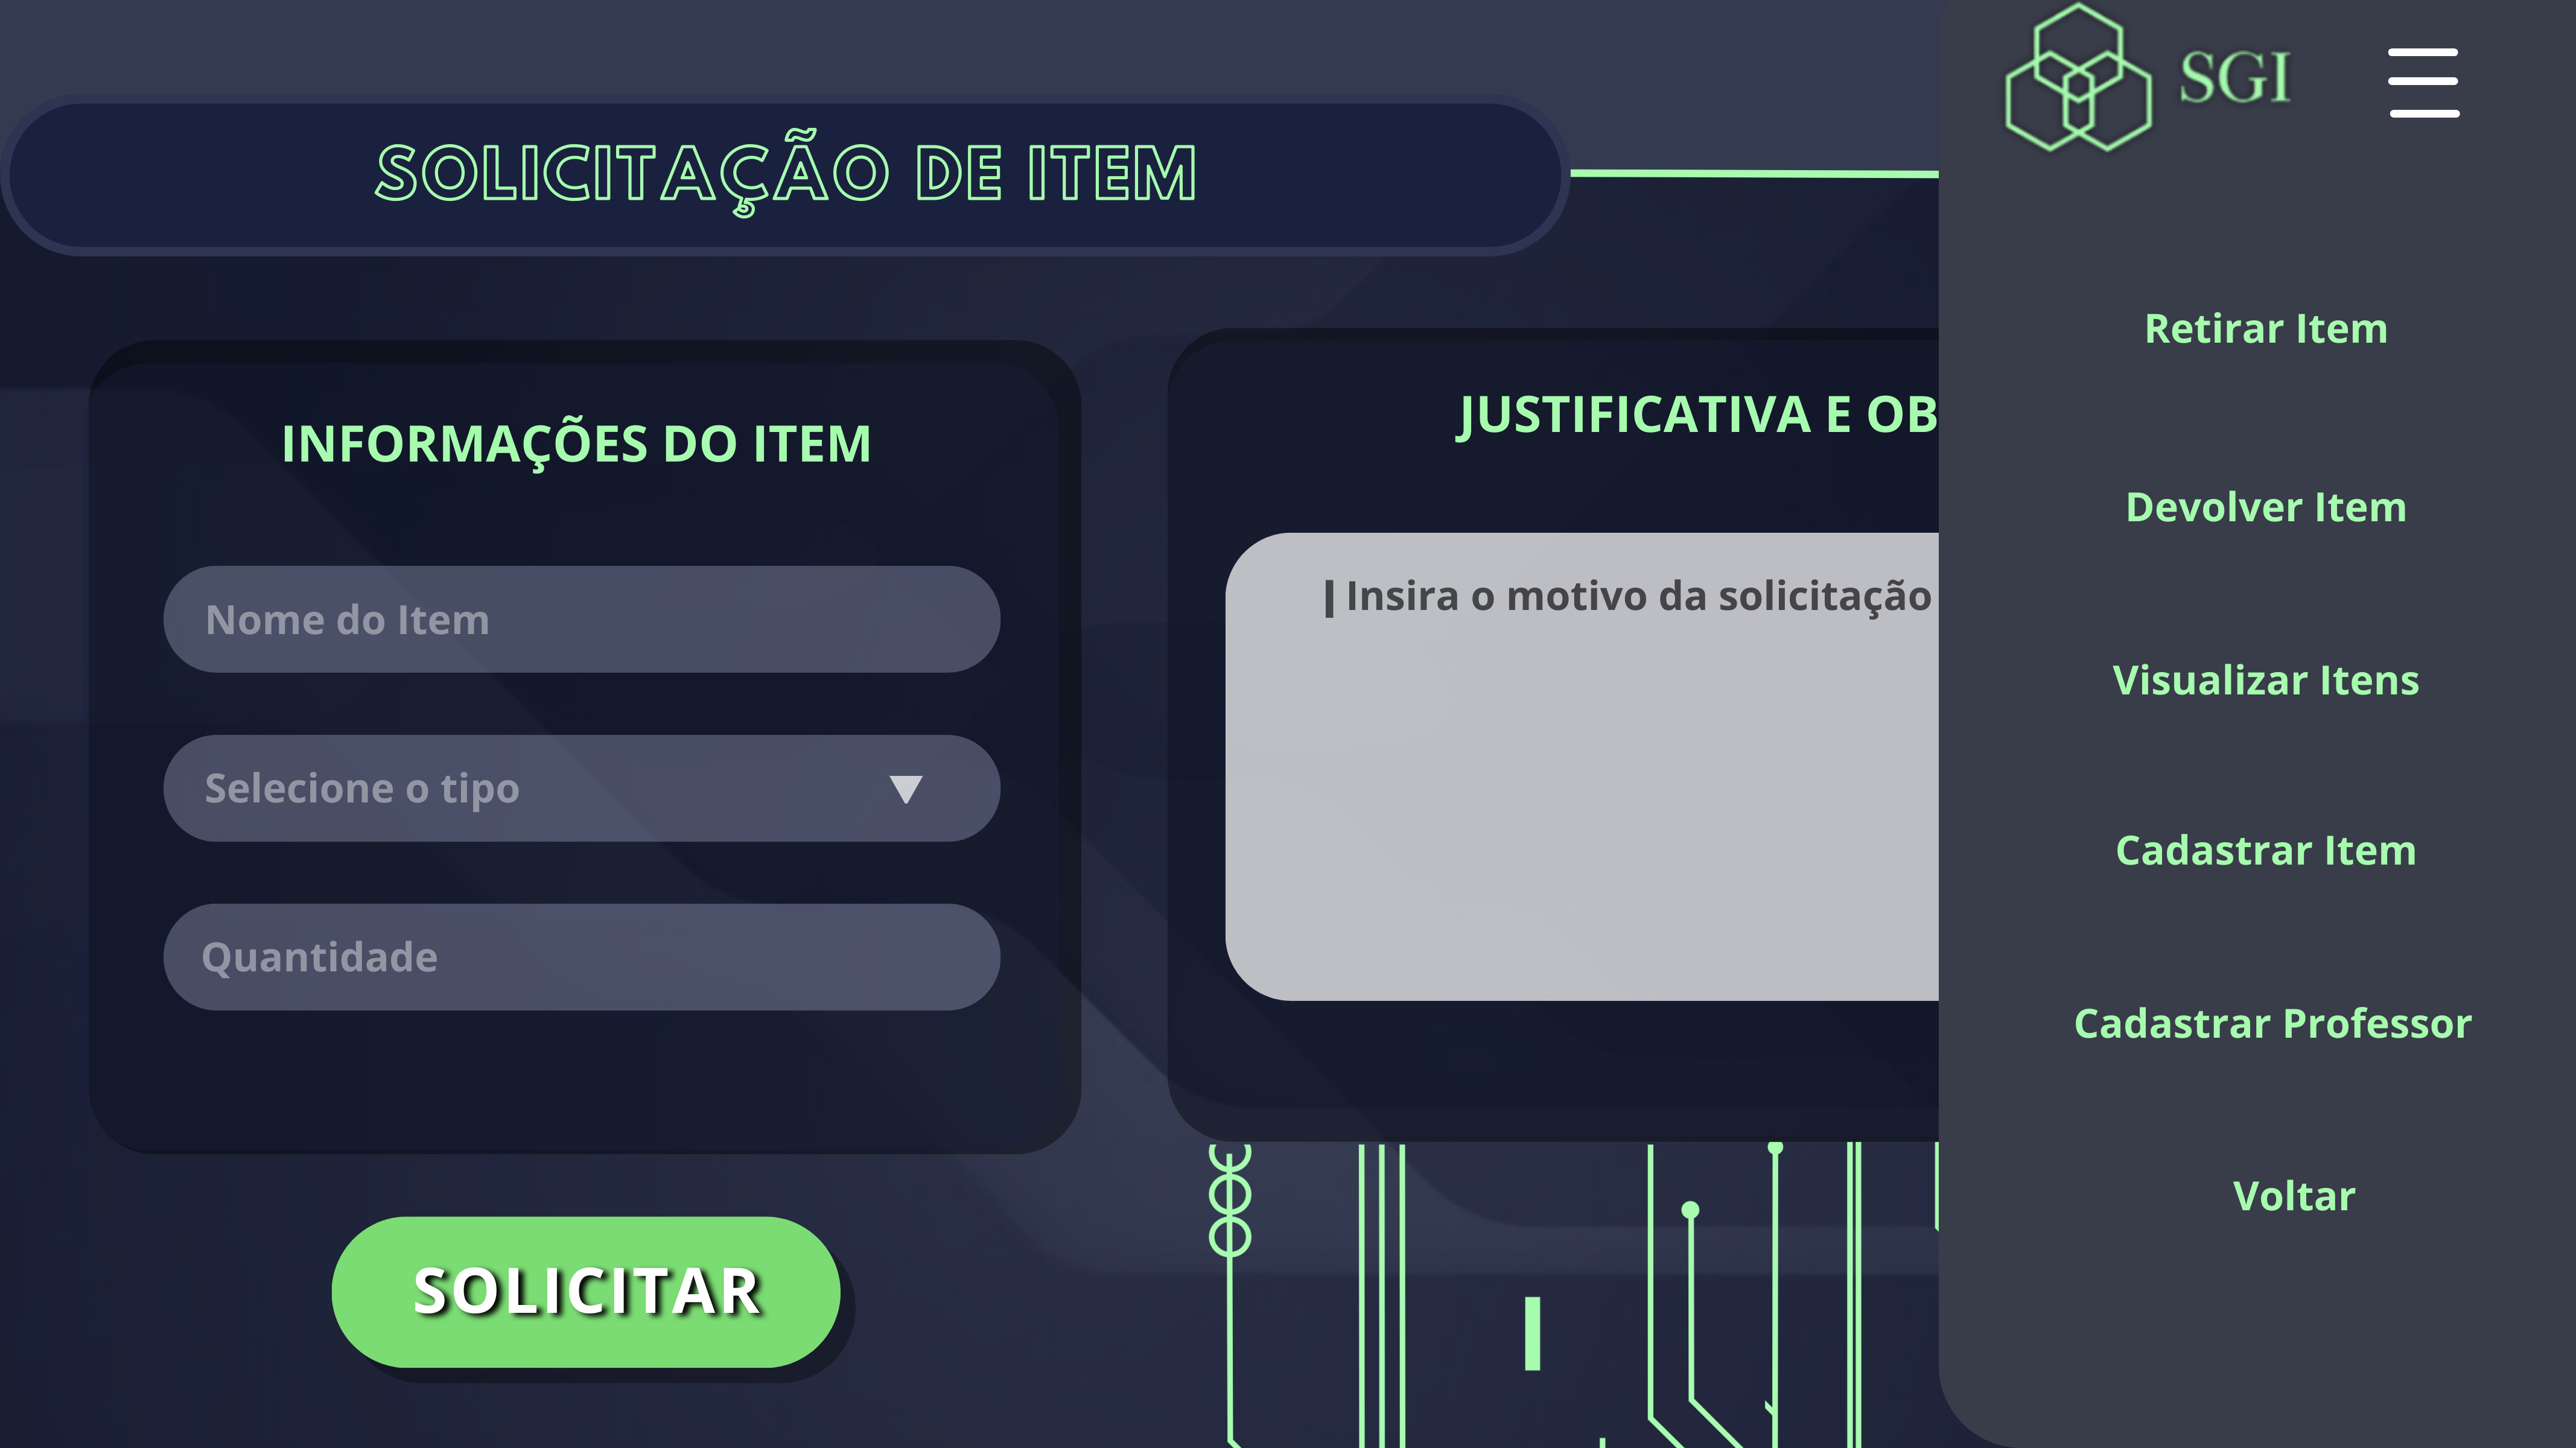 SOLICITAÇÃO DE ITEM
INFORMAÇÕES DO ITEM
Nome do Item
Selecione o tipo
Quantidade
SOLICITAR
JUSTIFICATIVA E OB
Insira o motivo da solicitação
SGI
Retirar Item
Devolver Item
Visualizar Itens
Cadastrar Item
Cadastrar Professor
Voltar